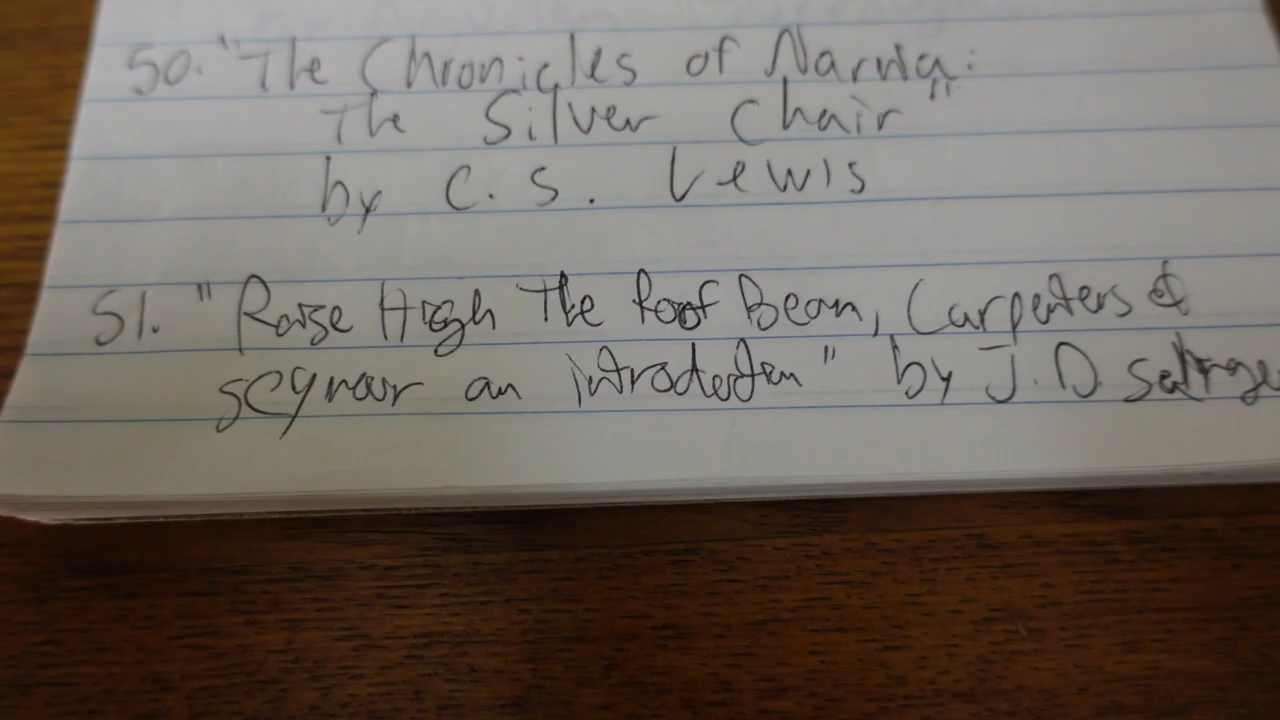 50. "The Chronicles of Narnia:
The Silver Chair"
by C. S. Lewis
51. "Raise High The Roof Beam, Carpenters &
Seymour an introduction" by J. D. Salinger